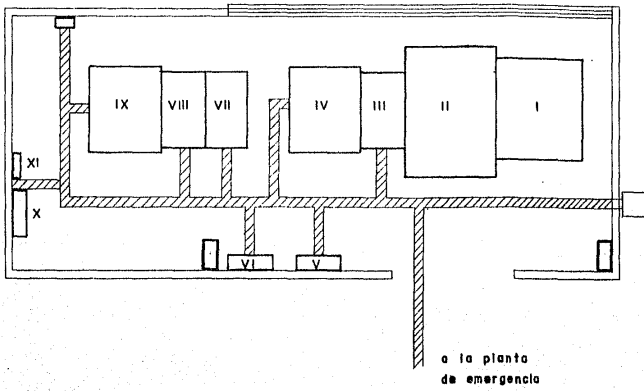 IX VIII VII IV III II I
XI
X
VI V
a la planta
de emergencia